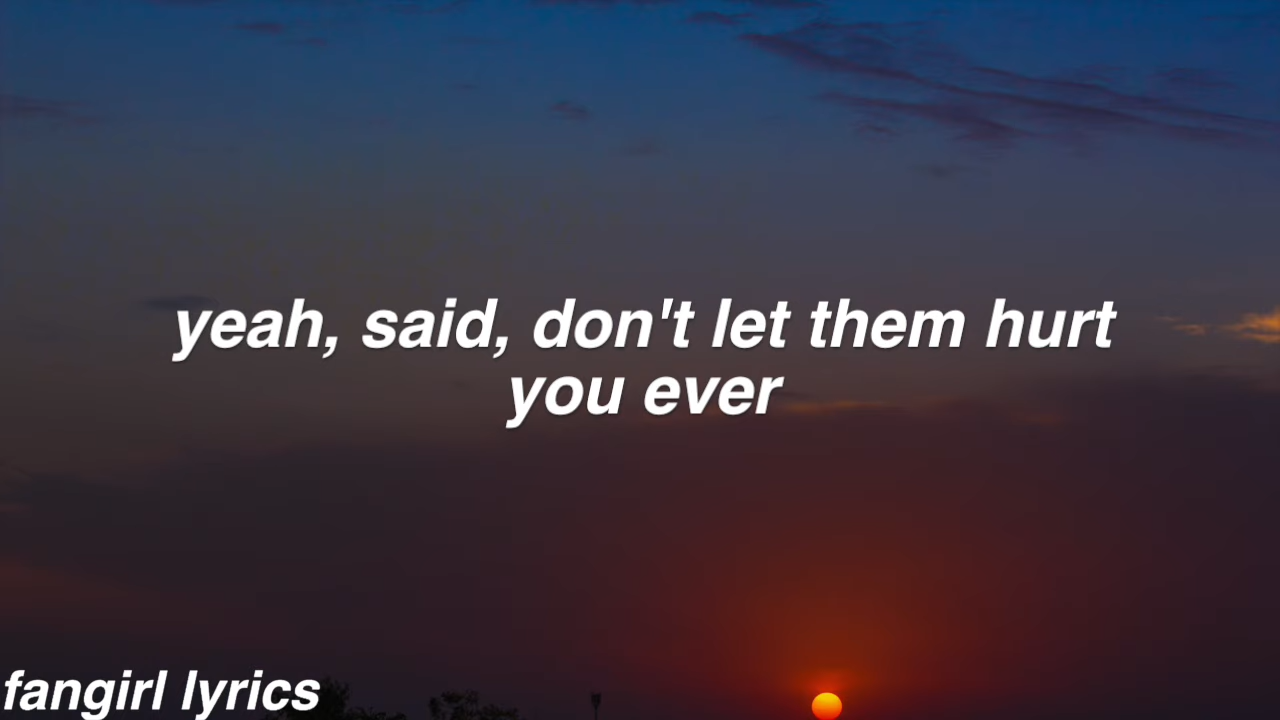 yeah, said, don't let them hurt
you ever
fangirl lyrics